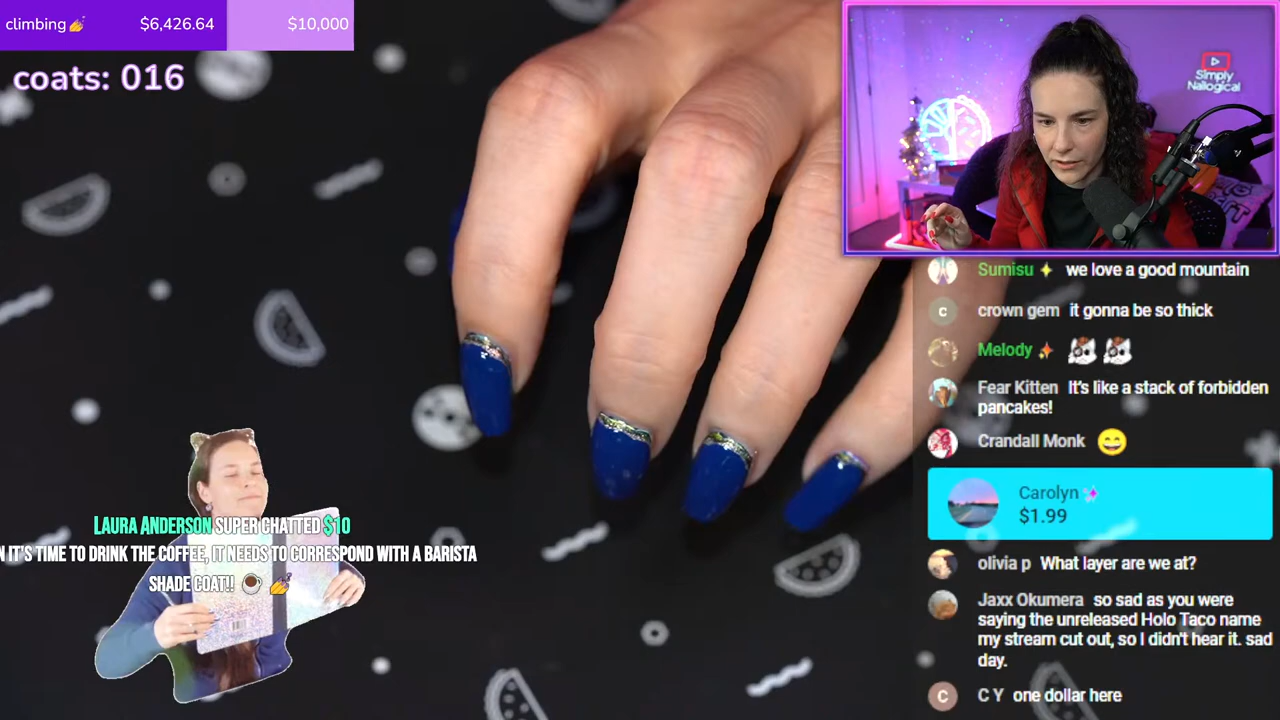 climbing💅 $6,426.64 $10,000
coats: 016
Simply
Nailogical
Sumisu we love a good mountain
crown gem it gonna be so thick
Melody
Fear Kitten It's like a stack of forbidden
pancakes!
Crandall Monk 😄
Carolyn
$1.99
olivia p What layer are we at?
Jaxx Okumera so sad as you were
saying the unreleased Holo Taco name
my stream cut out, so I didn't hear it. sad
day.
C Y one dollar here
LAURA ANDERSON SUPER CHATTED $10
N IT'S TIME TO DRINK THE COFFEE, IT NEEDS TO CORRESPOND WITH A BARISTA
SHADE COAT!! ☕ 💅